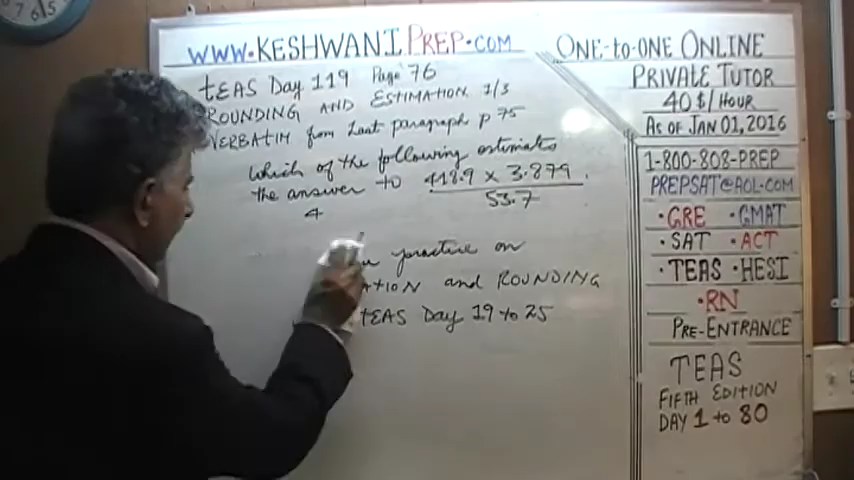 WWW.KESHWANIPREP.COM
TEAS Day 119 Page 76
ROUNDING AND ESTIMATION 1/3
VERBATIM from Last paragraph p 75
Which of the following estimates
the answer to 418.9 x 3.879
53.7
4
practice on
ATION and ROUNDING
TEAS Day 19 to 25
ONE-to-ONE ONLINE
PRIVATE TUTOR
40 $/HOUR
AS OF JAN 01, 2016
1-800-808-PREP
PREPSAT@AOL.COM
•GRE •GMAT
•SAT •ACT
•TEAS •HESI
•RN
PRE-ENTRANCE
TEAS
FIFTH EDITION
DAY 1 to 80
7 6 5